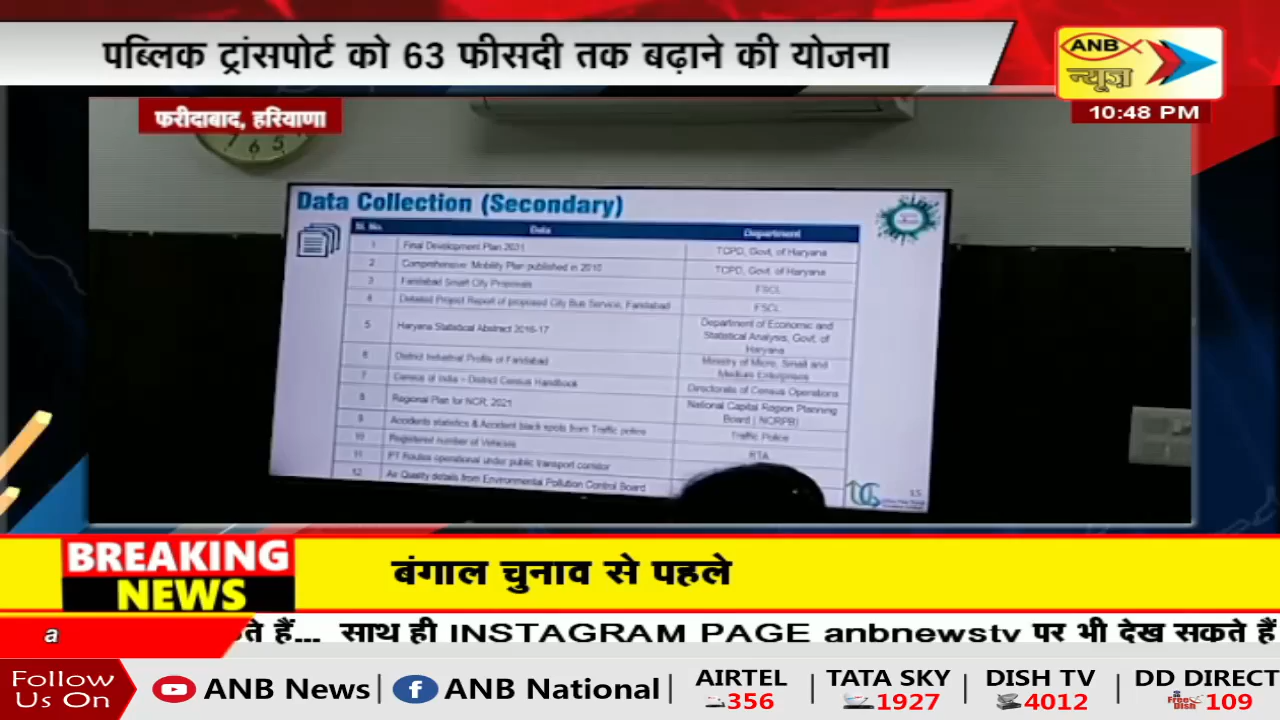 पब्लिक ट्रांसपोर्ट को 63 फीसदी तक बढ़ाने की योजना
ANB
न्यूज़
10:48 PM
फरीदाबाद, हरियाणा
7 6 5
Data Collection (Secondary)
Sl. No. Data Department
1 Final Development Plan 2031 TCPD, Govt. of Haryana
2 Comprehensive Mobility Plan published in 2010 TCPD, Govt. of Haryana
3 Faridabad Smart City Proposals FSCL
4 Detailed Project Report of proposed City Bus Service, Faridabad FSCL
5 Haryana Statistical Abstract 2016-17 Department of Economic and
Statistical Analysis, Govt. of
Haryana
6 District Industrial Profile of Faridabad Ministry of Micro, Small and
Medium Enterprises
7 Census of India – District Census Handbook Directorate of Census Operations
8 Regional Plan for NCR, 2021 National Capital Region Planning
Board ( NCRPB)
9 Accidents statistics & Accident black spots from Traffic police Traffic Police
10 Registered number of Vehicles RTA
11 PT Routes operational under public transport corridor
12 Air Quality details from Environmental Pollution Control Board
15
BREAKING
NEWS
बंगाल चुनाव से पहले
a
ते हैं... साथ ही INSTAGRAM PAGE anbnewstv पर भी देख सकते हैं
Follow
Us On
ANB News
ANB National
AIRTEL
356
TATA SKY
1927
DISH TV
4012
DD DIRECT
Free Dish
109